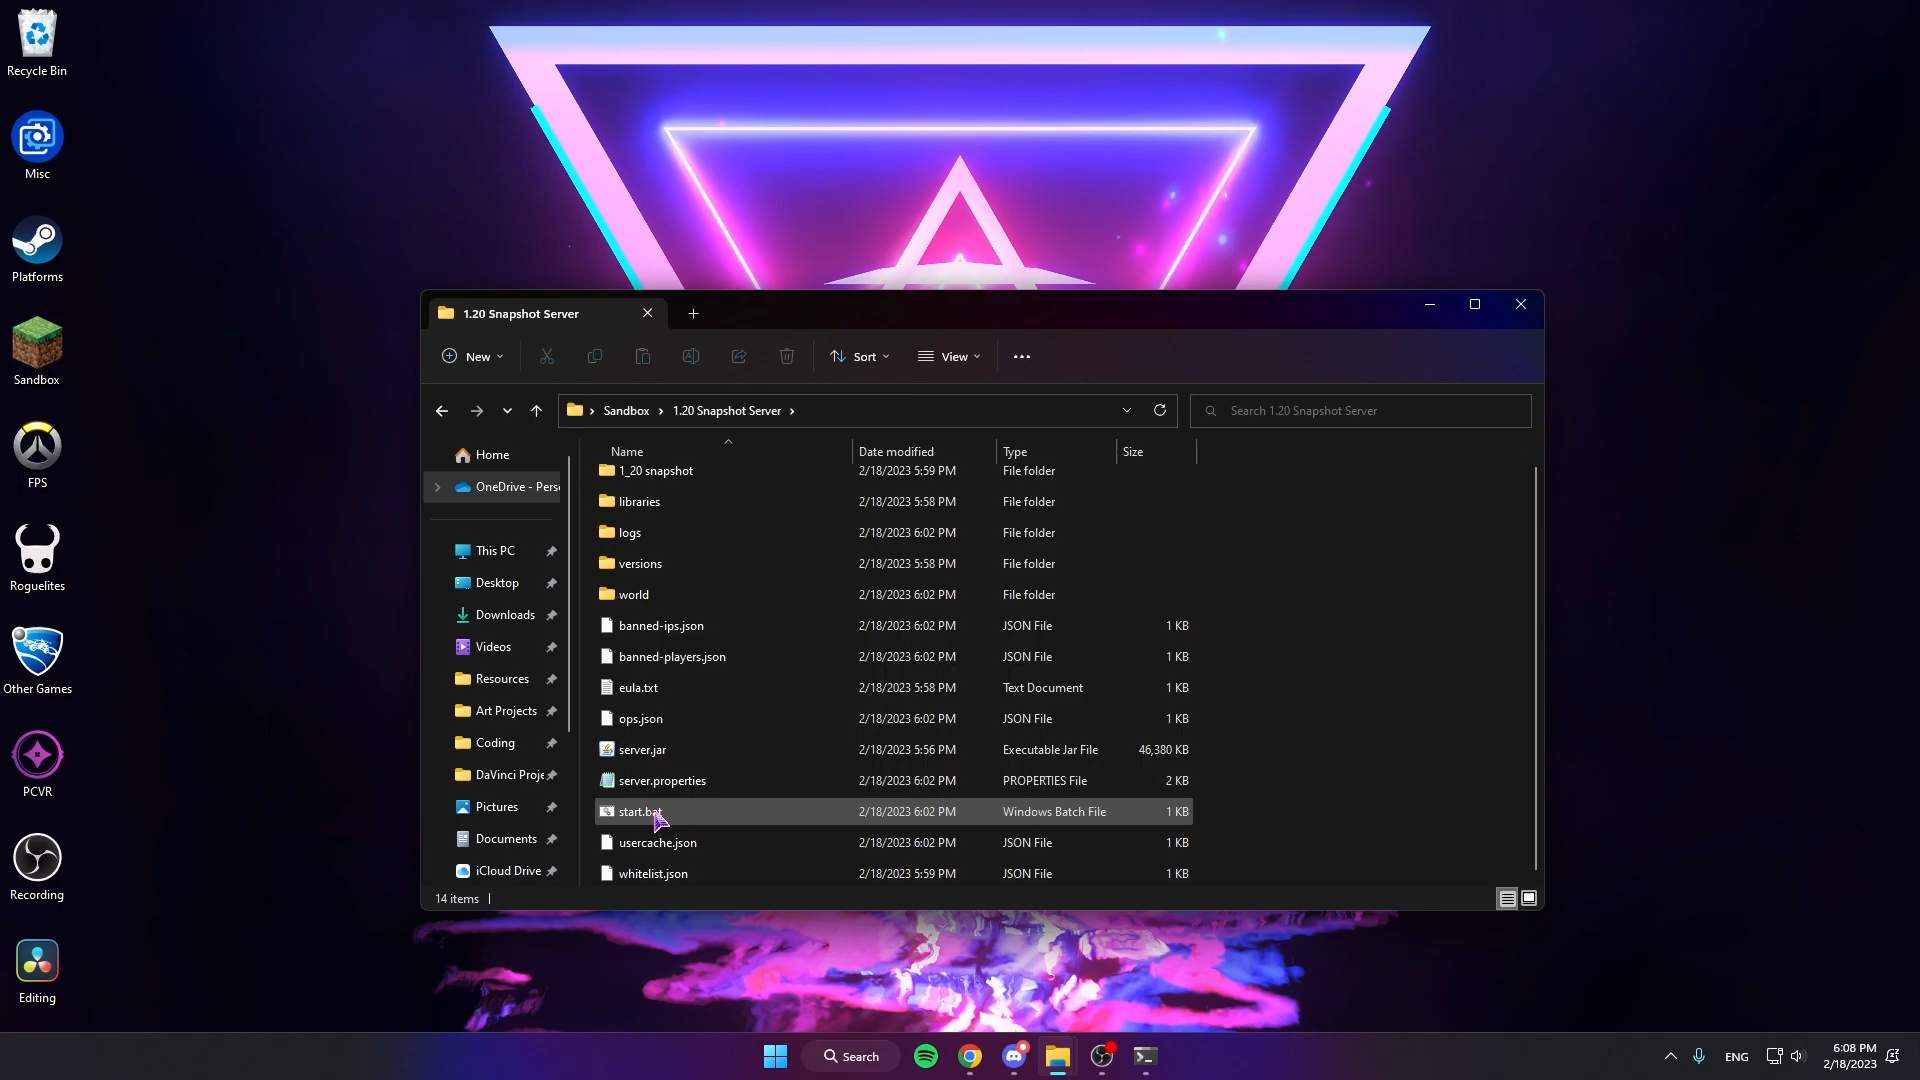 Recycle Bin
Misc
Platforms
Sandbox
FPS
Roguelites
Other Games
PCVR
Recording
Editing
1.20 Snapshot Server
New
Sort
View
Sandbox
1.20 Snapshot Server
Search 1.20 Snapshot Server
Home
OneDrive - Perso
This PC
Desktop
Downloads
Videos
Resources
Art Projects
Coding
DaVinci Proje
Pictures
Documents
iCloud Drive
Name Date modified Type Size
1_20 snapshot 2/18/2023 5:59 PM File folder
libraries 2/18/2023 5:58 PM File folder
logs 2/18/2023 6:02 PM File folder
versions 2/18/2023 5:58 PM File folder
world 2/18/2023 6:02 PM File folder
banned-ips.json 2/18/2023 6:02 PM JSON File 1 KB
banned-players.json 2/18/2023 6:02 PM JSON File 1 KB
eula.txt 2/18/2023 5:58 PM Text Document 1 KB
ops.json 2/18/2023 6:02 PM JSON File 1 KB
server.jar 2/18/2023 5:56 PM Executable Jar File 46,380 KB
server.properties 2/18/2023 6:02 PM PROPERTIES File 2 KB
start.bat 2/18/2023 6:02 PM Windows Batch File 1 KB
usercache.json 2/18/2023 6:02 PM JSON File 1 KB
whitelist.json 2/18/2023 5:59 PM JSON File 1 KB
14 items
Search
ENG
6:08 PM
2/18/2023